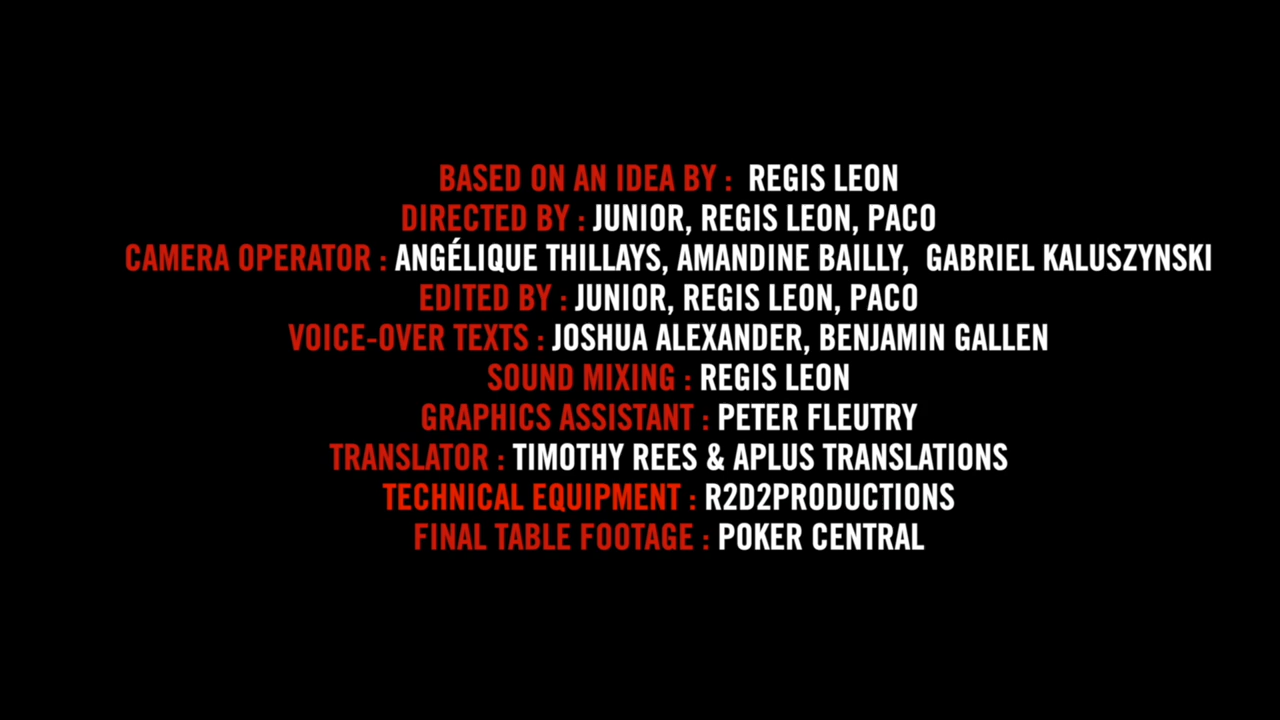 BASED ON AN IDEA BY : REGIS LEON
DIRECTED BY : JUNIOR, REGIS LEON, PACO
CAMERA OPERATOR : ANGÉLIQUE THILLAYS, AMANDINE BAILLY, GABRIEL KALUSZYNSKI
EDITED BY : JUNIOR, REGIS LEON, PACO
VOICE-OVER TEXTS : JOSHUA ALEXANDER, BENJAMIN GALLEN
SOUND MIXING : REGIS LEON
GRAPHICS ASSISTANT : PETER FLEUTRY
TRANSLATOR : TIMOTHY REES & APLUS TRANSLATIONS
TECHNICAL EQUIPMENT : R2D2PRODUCTIONS
FINAL TABLE FOOTAGE : POKER CENTRAL